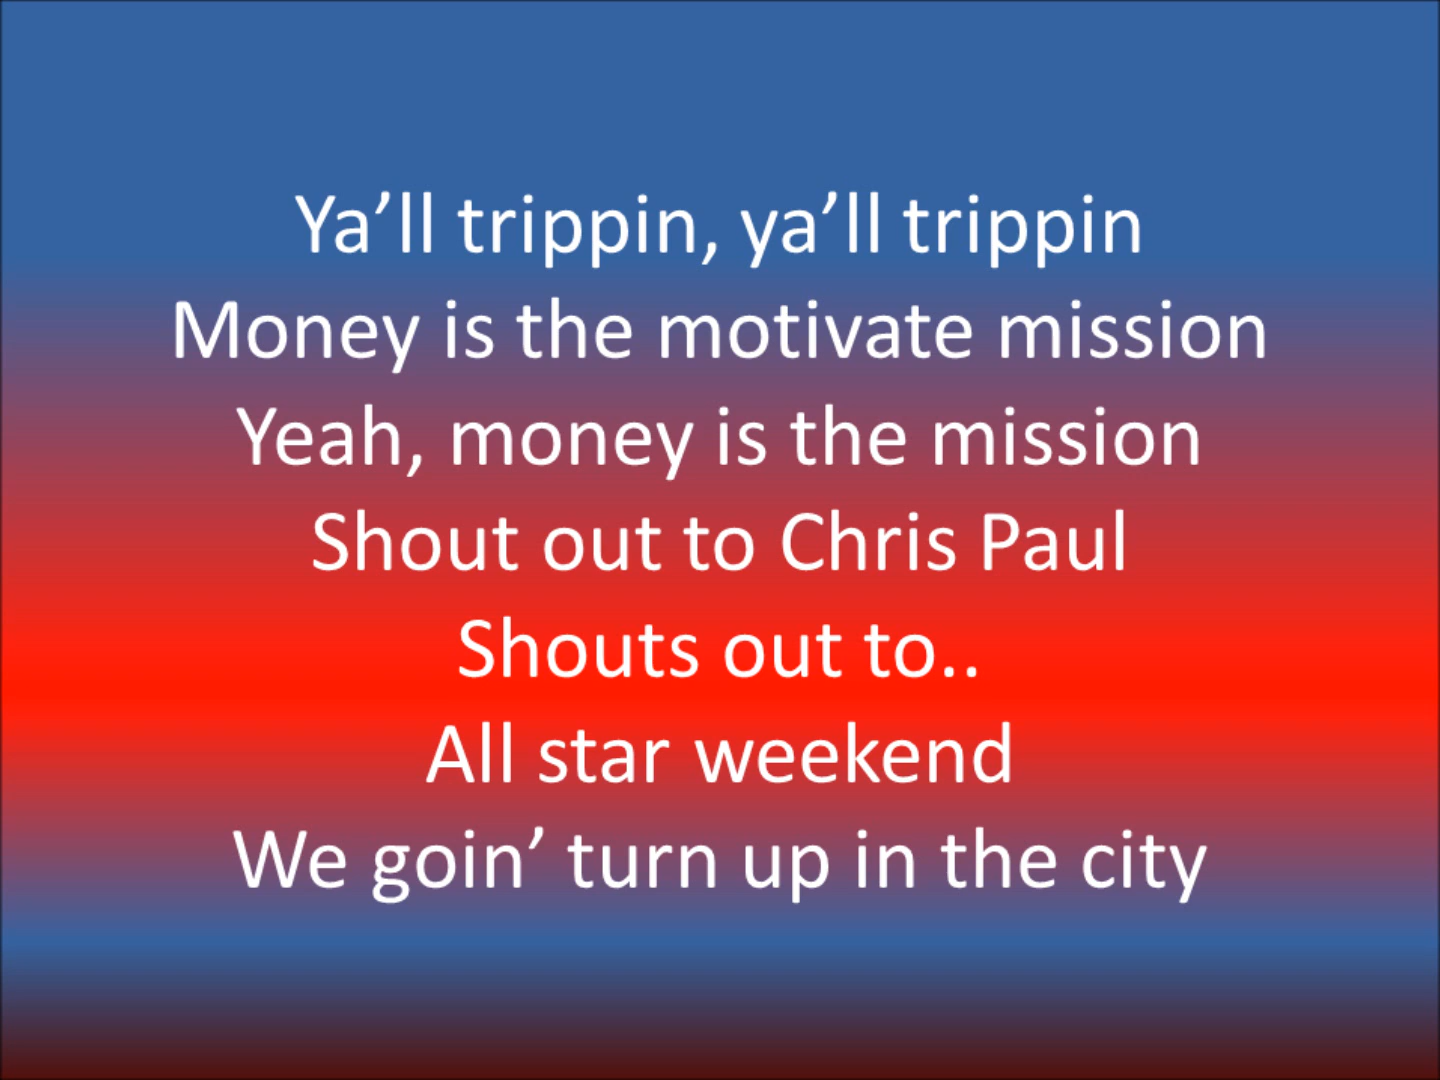 Ya’ll trippin, ya’ll trippin
Money is the motivate mission
Yeah, money is the mission
Shout out to Chris Paul
Shouts out to..
All star weekend
We goin’ turn up in the city